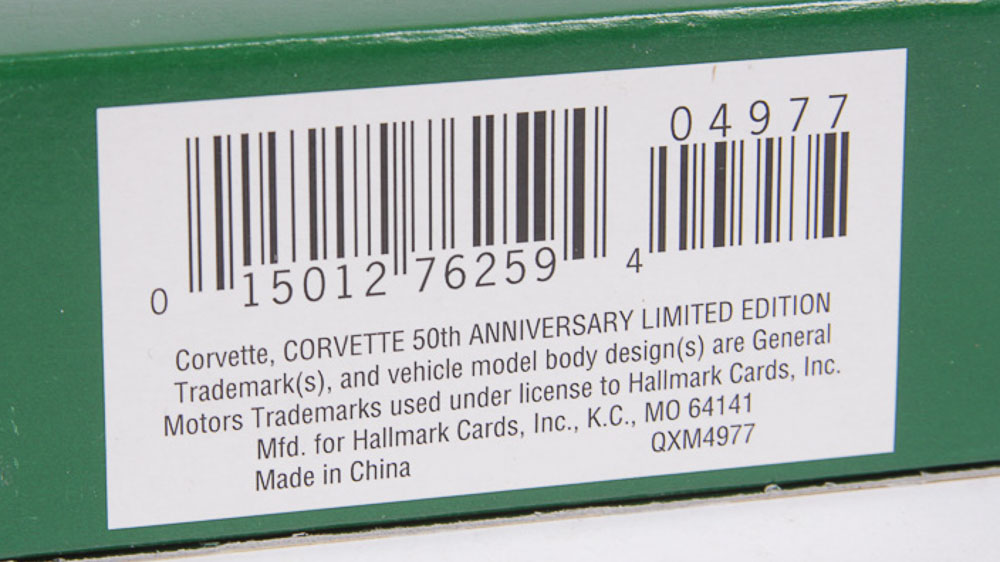 04977
0 15012 76259 4
Corvette, CORVETTE 50th ANNIVERSARY LIMITED EDITION
Trademark(s), and vehicle model body design(s) are General
Motors Trademarks used under license to Hallmark Cards, Inc.
Mfd. for Hallmark Cards, Inc., K.C., MO 64141
Made in China QXM4977